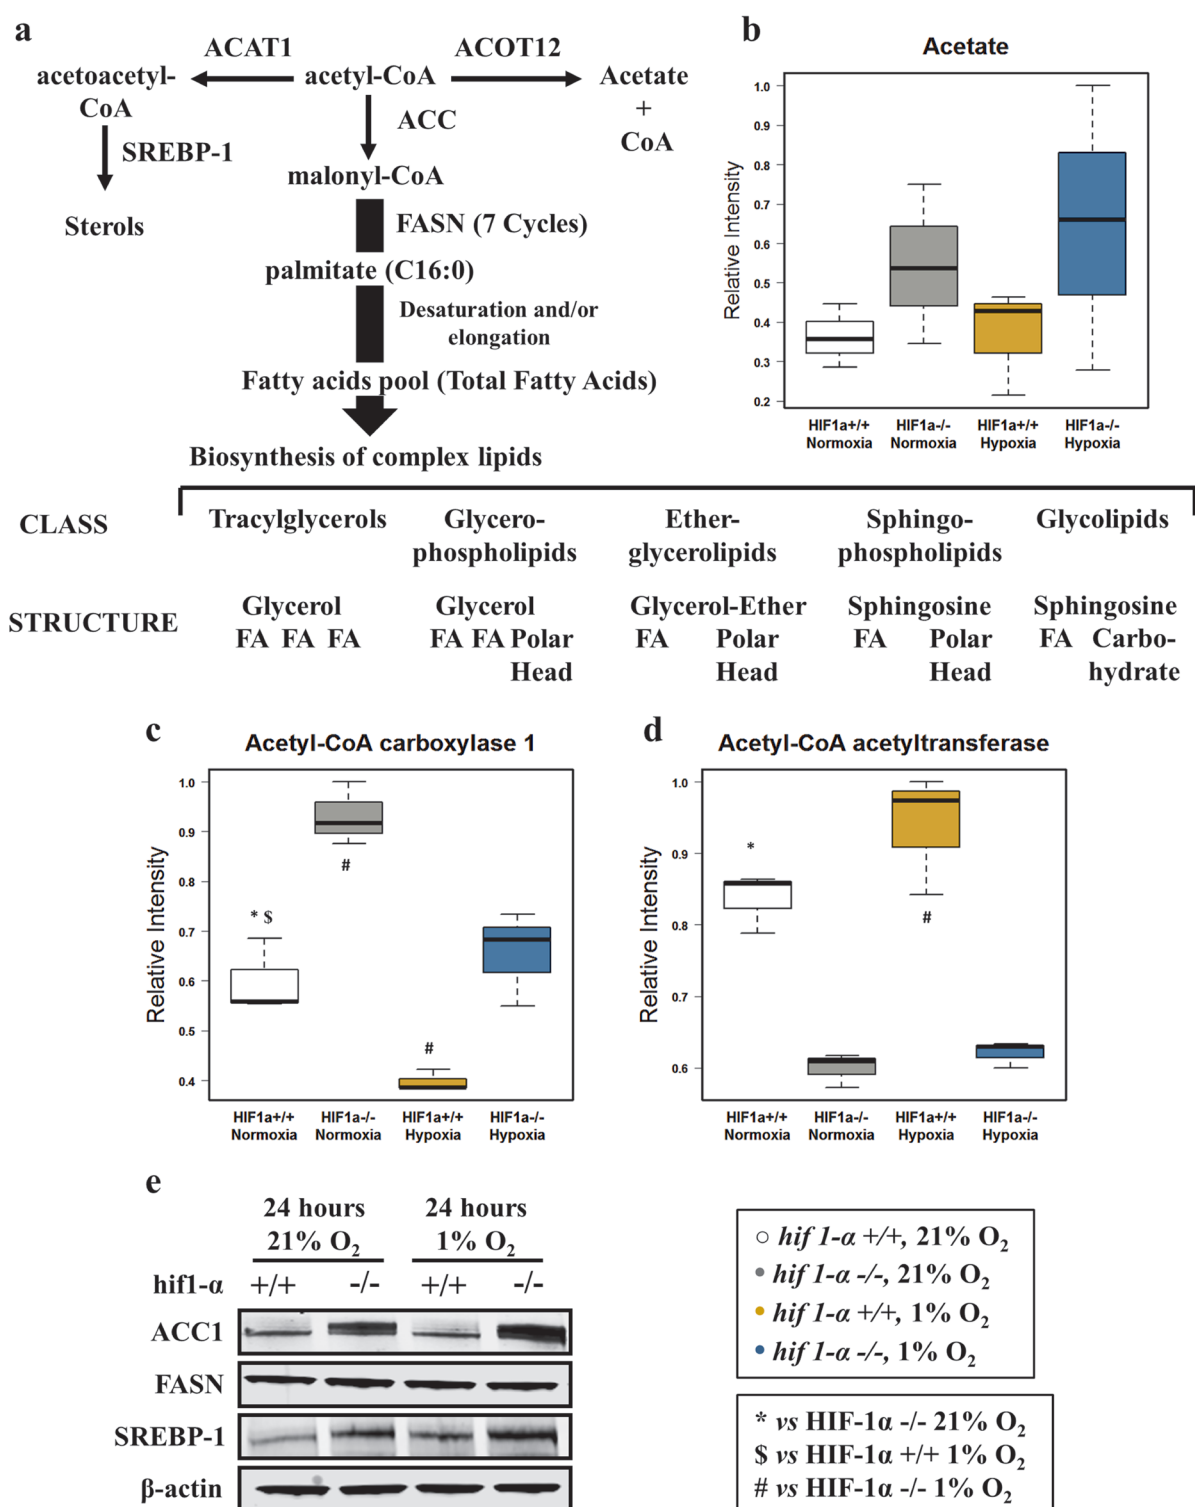 a
ACAT1
ACOT12
acetoacetyl-
CoA
acetyl-CoA
Acetate
+
CoA
ACC
SREBP-1
malonyl-CoA
Sterols
FASN (7 Cycles)
palmitate (C16:0)
Desaturation and/or
elongation
Fatty acids pool (Total Fatty Acids)
Biosynthesis of complex lipids
b
Acetate
Relative Intensity
1.0
0.9
0.8
0.7
0.6
0.5
0.4
0.3
0.2
HIF1a+/+
Normoxia
HIF1a-/-
Normoxia
HIF1a+/+
Hypoxia
HIF1a-/-
Hypoxia
CLASS
Tracylglycerols
Glycero-
phospholipids
Ether-
glycerolipids
Sphingo-
phospholipids
Glycolipids
STRUCTURE
Glycerol
FA FA FA
Glycerol
FA FA Polar
Head
Glycerol-Ether
FA Polar
Head
Sphingosine
FA Polar
Head
Sphingosine
FA Carbo-
hydrate
c
Acetyl-CoA carboxylase 1
Relative Intensity
1.0
0.9
0.8
0.7
0.6
0.5
0.4
* $
#
#
HIF1a+/+
Normoxia
HIF1a-/-
Normoxia
HIF1a+/+
Hypoxia
HIF1a-/-
Hypoxia
d
Acetyl-CoA acetyltransferase
Relative Intensity
1.0
0.9
0.8
0.7
0.6
*
#
HIF1a+/+
Normoxia
HIF1a-/-
Normoxia
HIF1a+/+
Hypoxia
HIF1a-/-
Hypoxia
e
24 hours
21% O2
24 hours
1% O2
hif1-α +/+ -/- +/+ -/-
ACC1
FASN
SREBP-1
β-actin
hif 1-α +/+, 21% O2
hif 1-α -/-, 21% O2
hif 1-α +/+, 1% O2
hif 1-α -/-, 1% O2
* vs HIF-1α -/- 21% O2
$ vs HIF-1α +/+ 1% O2
# vs HIF-1α -/- 1% O2